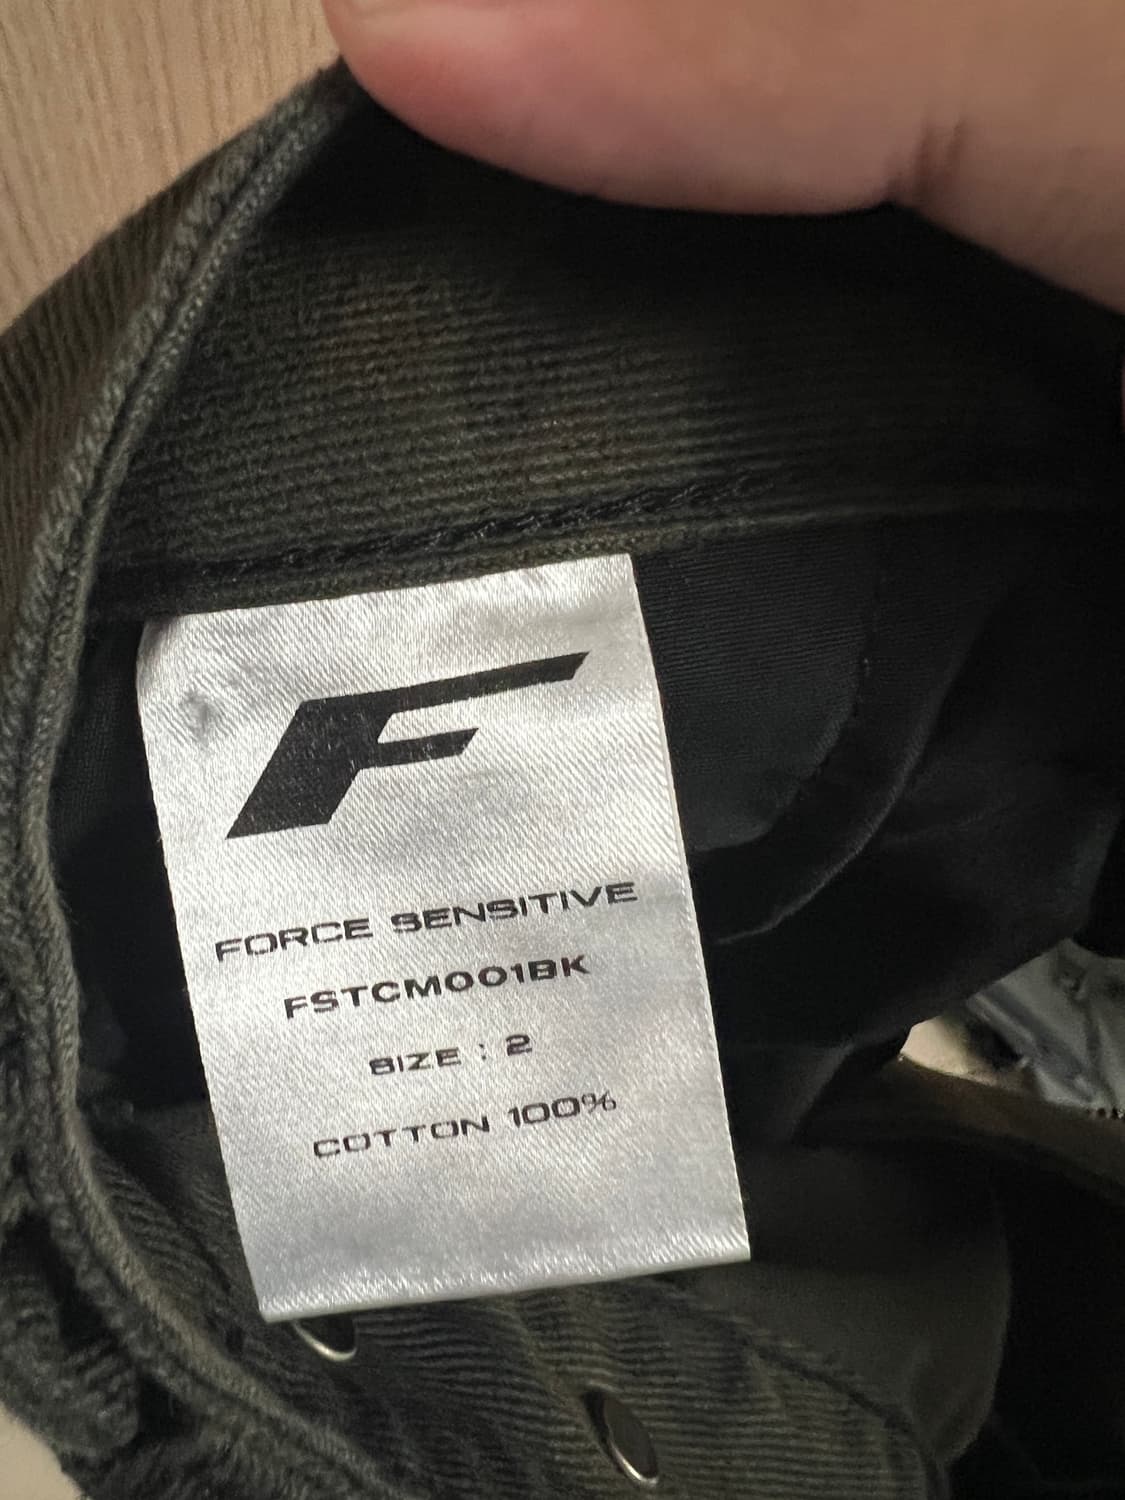 F
FORCE SENSITIVE
FSTCM001BK
SIZE : 2
COTTON 100%